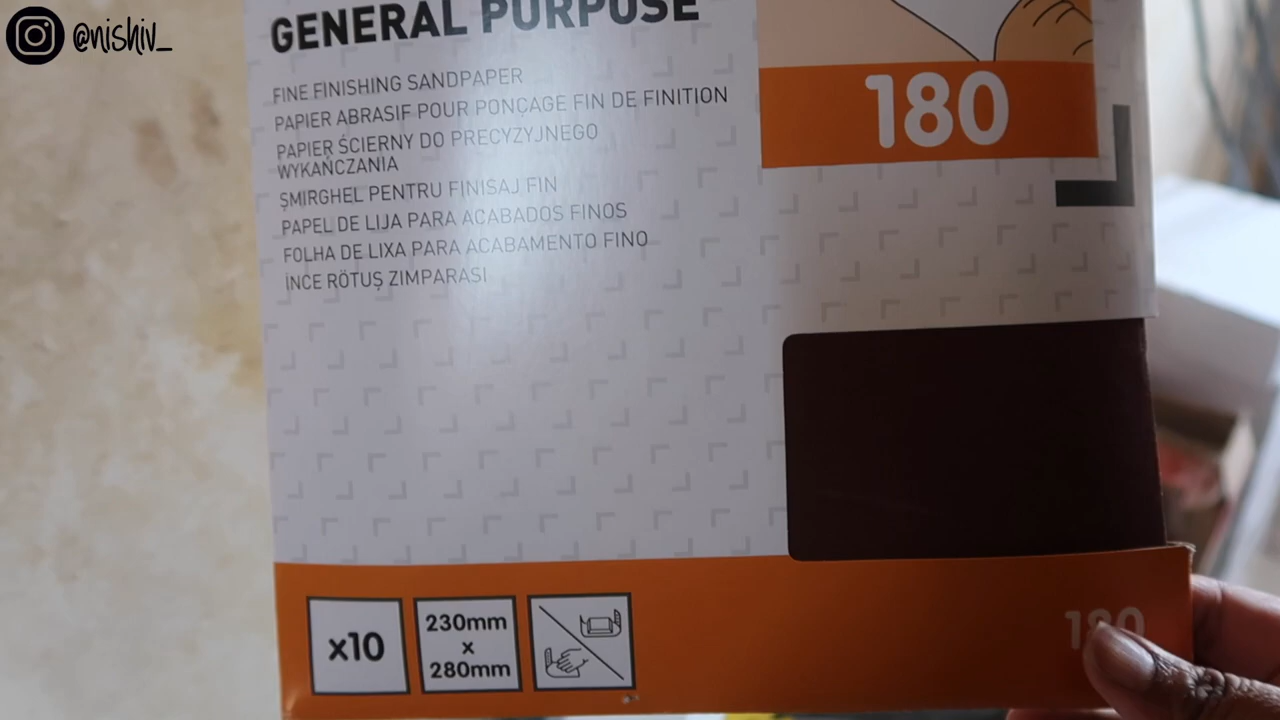 @nishiv_
GENERAL PURPOSE
FINE FINISHING SANDPAPER
PAPIER ABRASIF POUR PONÇAGE FIN DE FINITION
PAPIER ŚCIERNY DO PRECYZYJNEGO
WYKAŃCZANIA
ȘMIRGHEL PENTRU FINISAJ FIN
PAPEL DE LIJA PARA ACABADOS FINOS
FOLHA DE LIXA PARA ACABAMENTO FINO
İNCE RÖTUŞ ZIMPARASI
180
x10
230mm
x
280mm
180